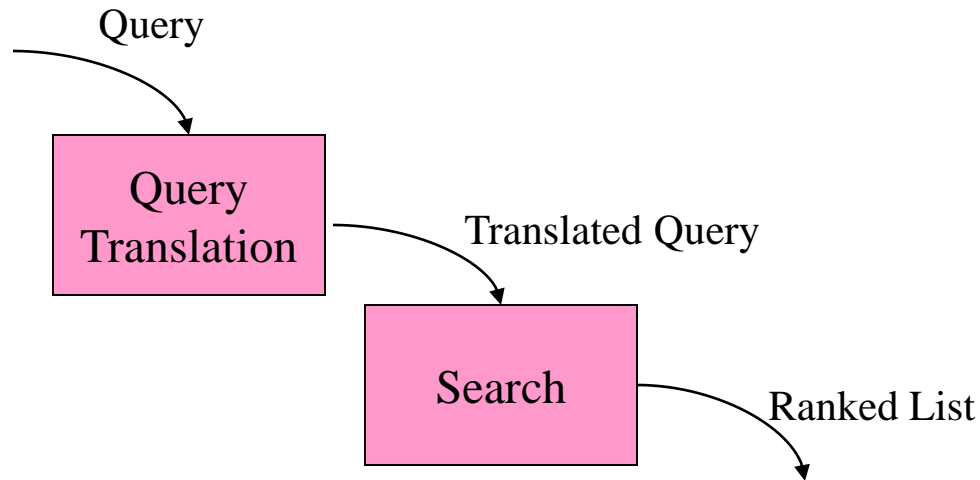 Query
Query
Translation
Translated Query
Search
Ranked List